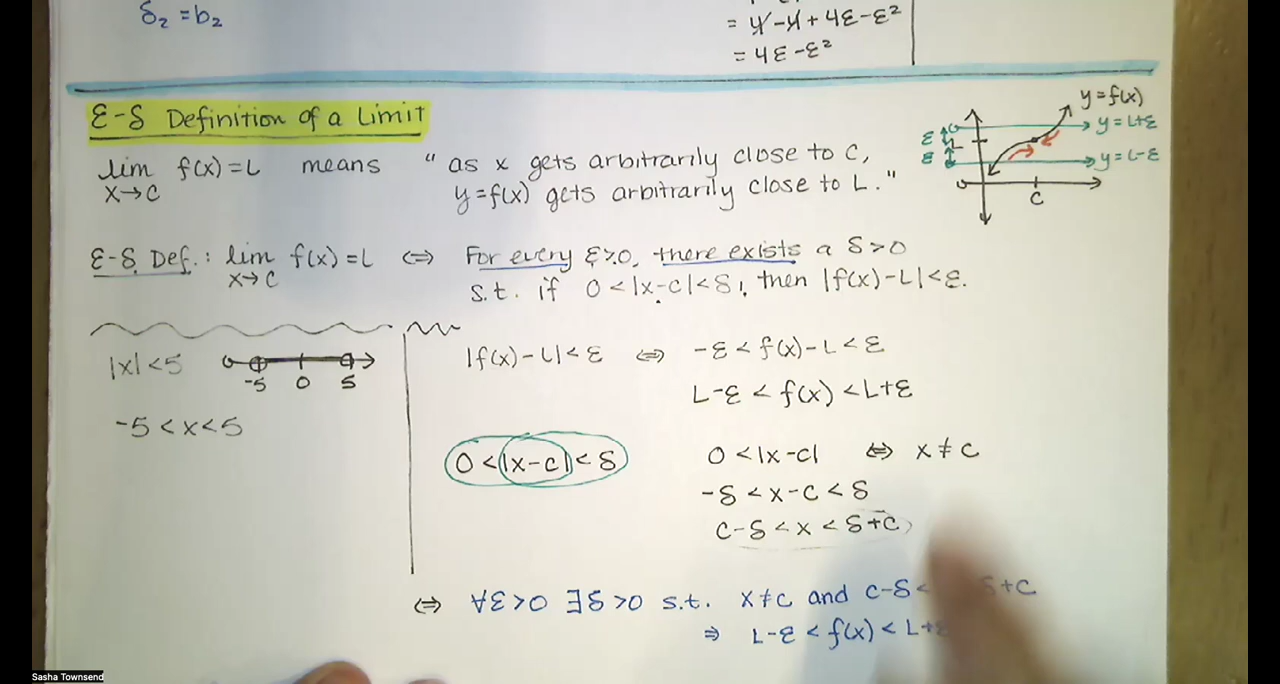 δ₂ = b₂
= 4 - 4 + 4ε - ε²
= 4ε - ε²
ε-δ Definition of a Limit
lim f(x) = L means "as x gets arbitrarily close to c,
x→c
y=f(x) gets arbitrarily close to L."
y=f(x)
y=L+ε
ε
L
ε
y=L-ε
c
ε-δ Def.: lim f(x)=L ⇔ For every ε>0, there exists a δ>0
x→c
s.t. if 0<|x-c|<δ, then |f(x)-L|<ε.
|x|<5
-5 0 5
-5<x<5
|f(x)-L|<ε ⇔ -ε<f(x)-L<ε
L-ε<f(x)<L+ε
0<|x-c|<δ
0<|x-c| ⇔ x≠c
-δ<x-c<δ
c-δ<x<δ+c
⇔ ∀ε>0 ∃δ>0 s.t. x≠c and c-δ< δ+c
⇒ L-ε<f(x)<L+ε
Sasha Townsend